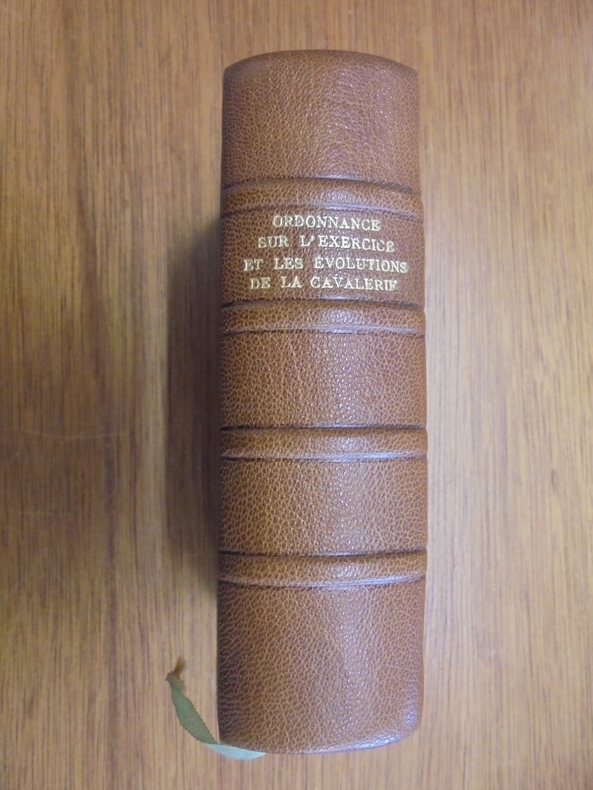 ORDONNANCE
SUR L'EXERCICE
ET LES ÉVOLUTIONS
DE LA CAVALERIE